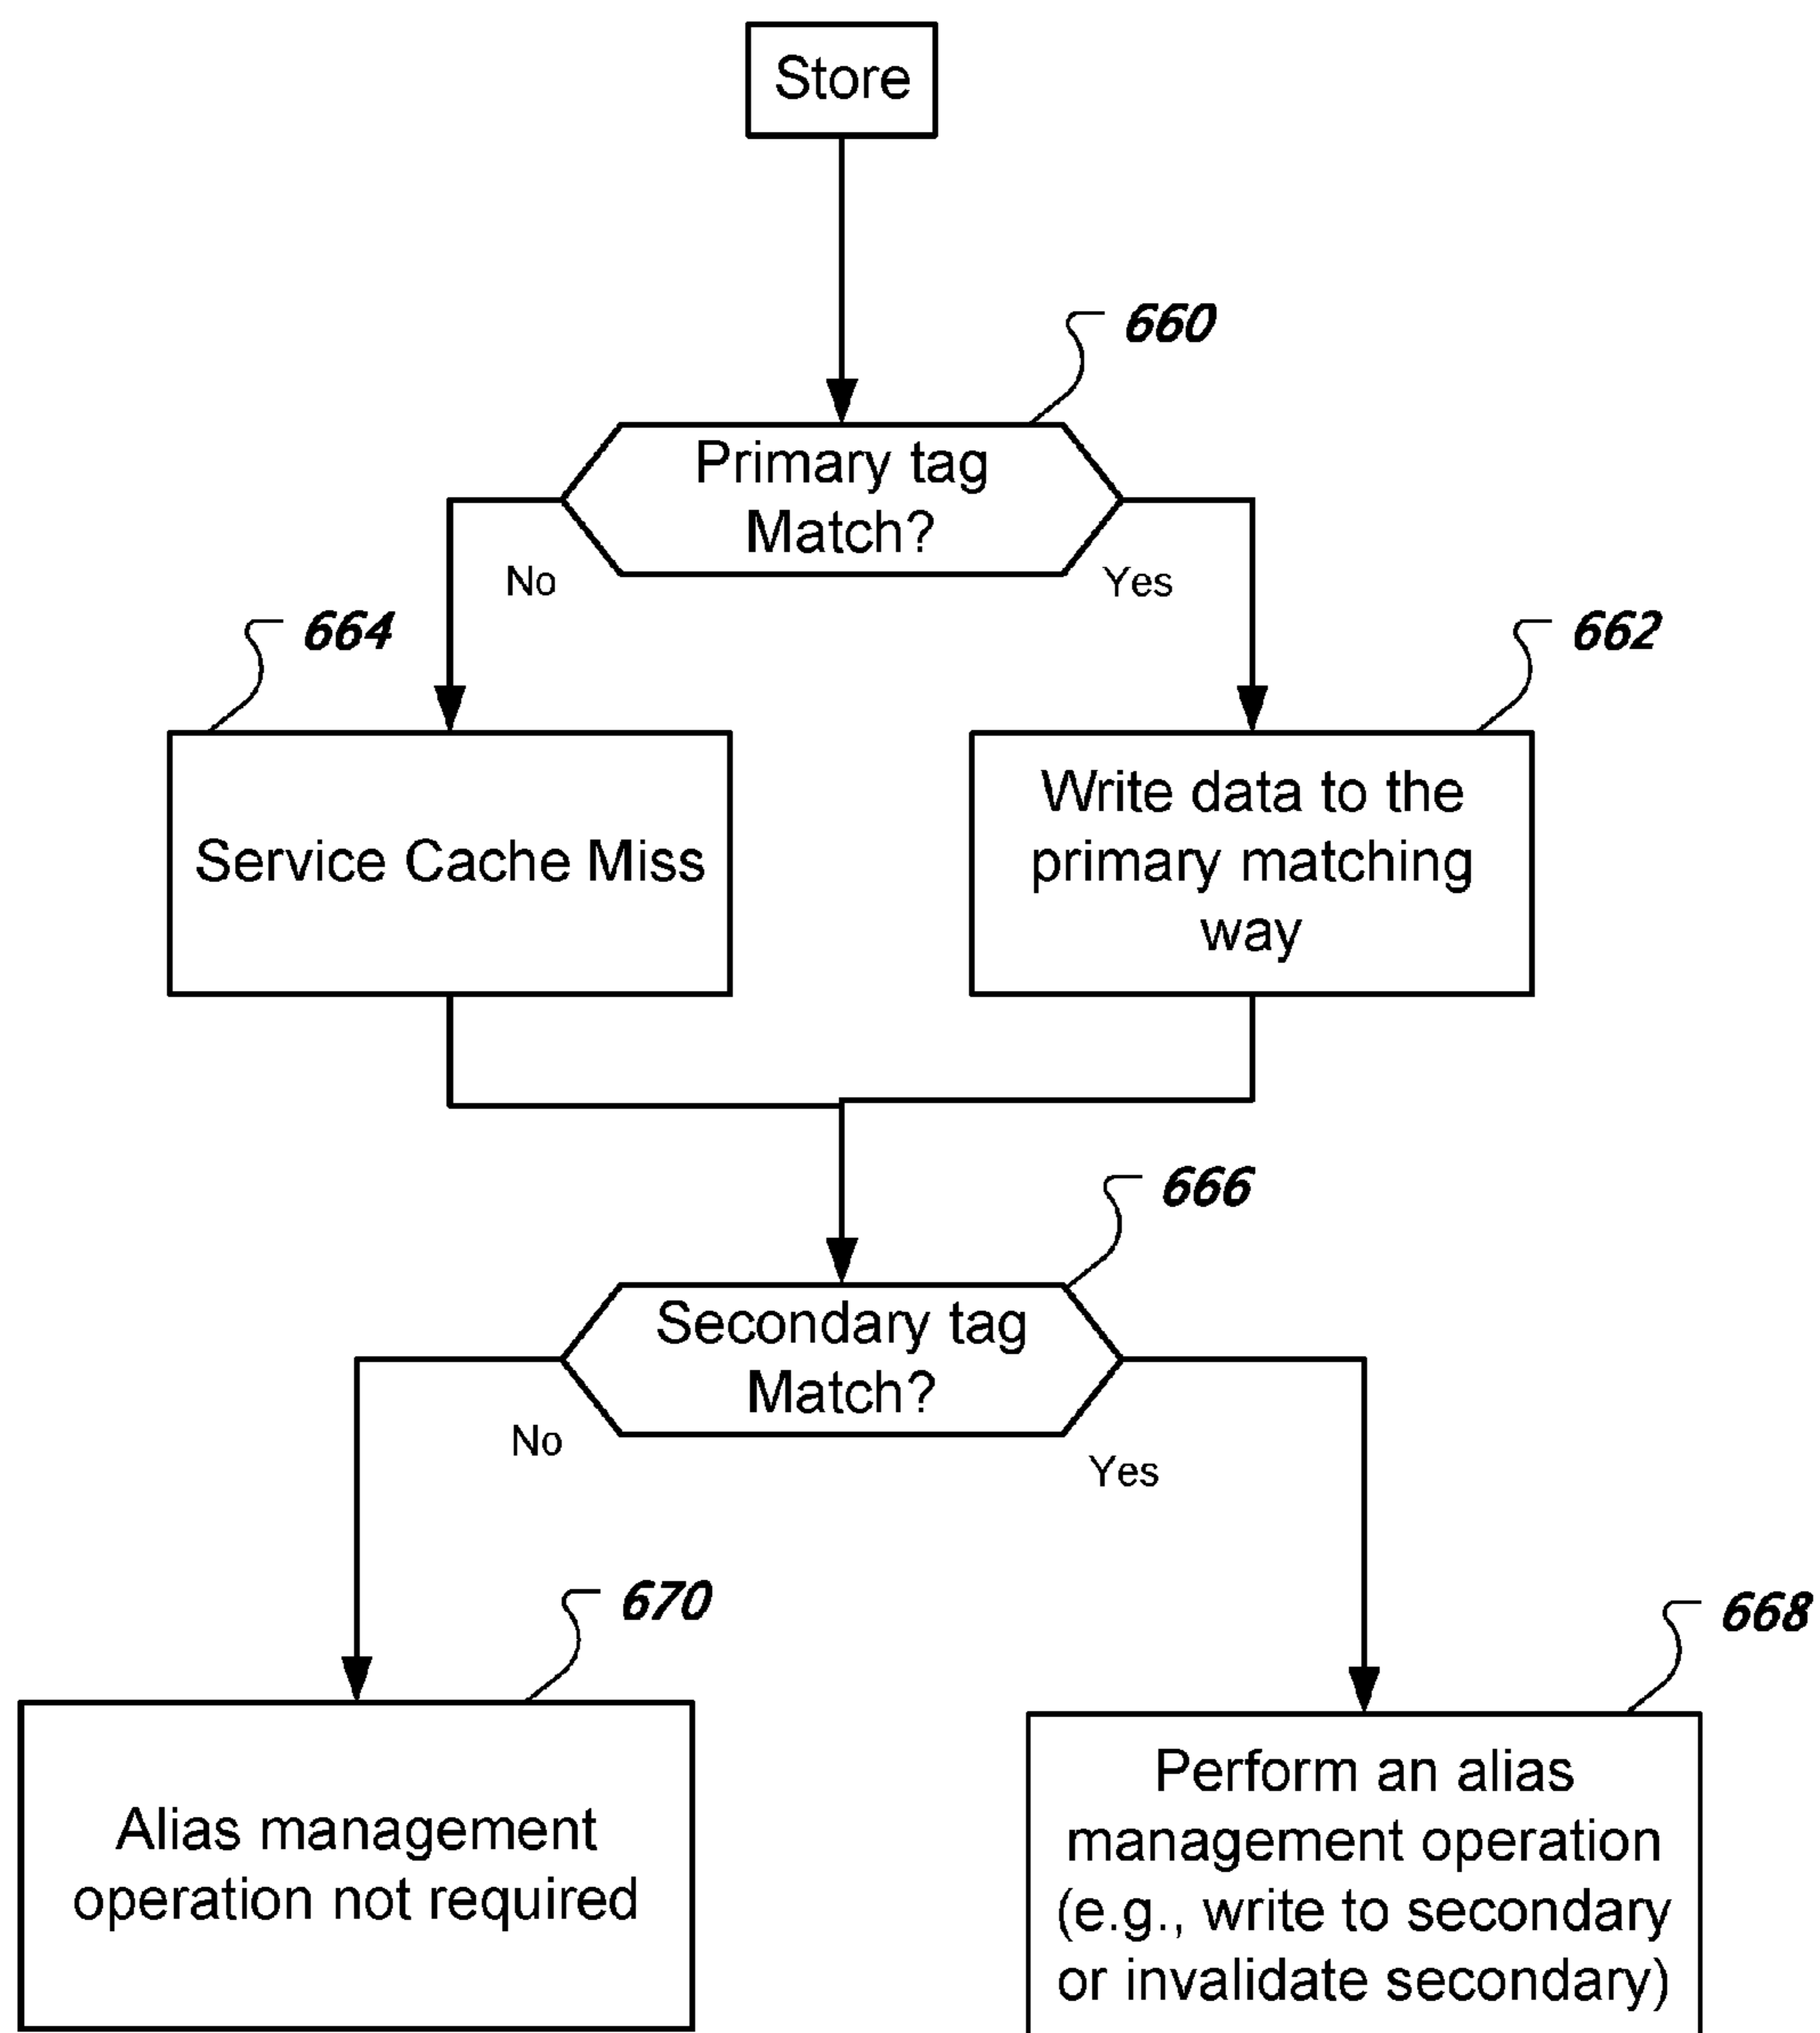 Store
660
Primary tag
Match?
No
Yes
664
662
Service Cache Miss
Write data to the
primary matching
way
666
Secondary tag
Match?
No
Yes
670
668
Alias management
operation not required
Perform an alias
management operation
(e.g., write to secondary
or invalidate secondary)